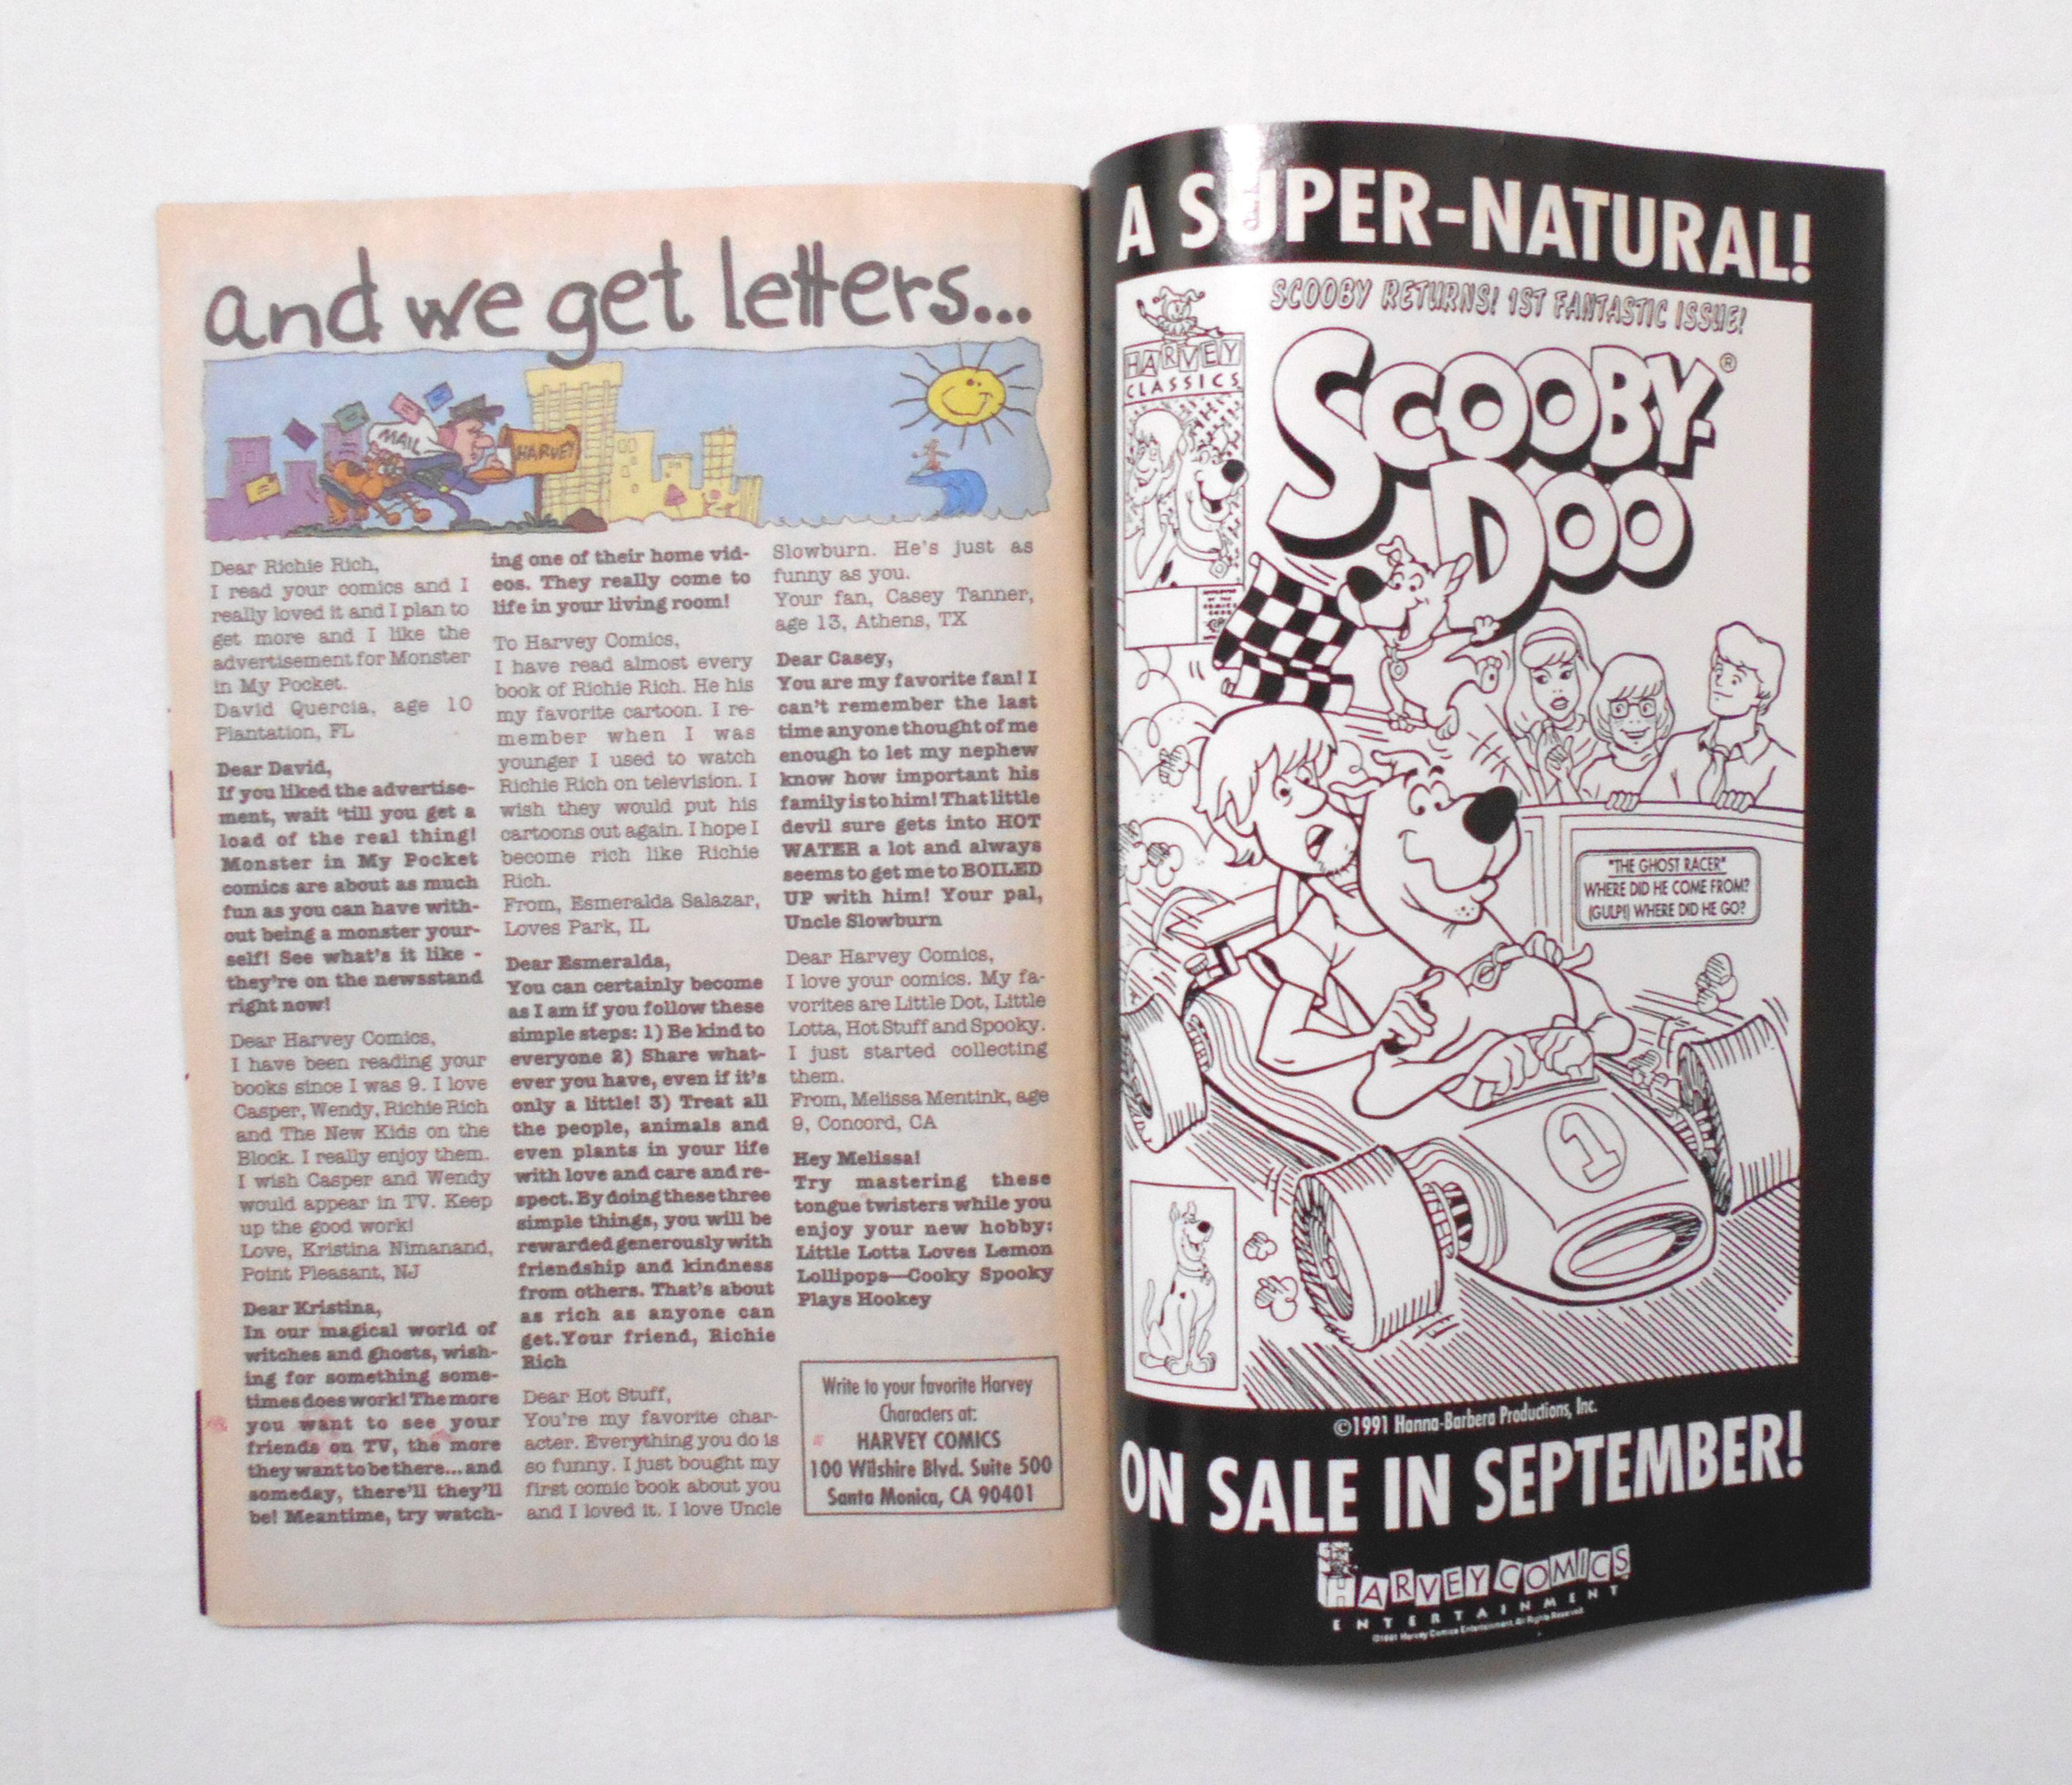 and we get letters...
MAIL
HARVEY
Dear Richie Rich,
I read your comics and I
really loved it and I plan to
get more and I like the
advertisement for Monster
in My Pocket.
David Quercia, age 10
Plantation, FL
Dear David,
If you liked the advertise-
ment, wait 'till you get a
load of the real thing!
Monster in My Pocket
comics are about as much
fun as you can have with-
out being a monster your-
self! See what's it like -
they're on the newsstand
right now!
Dear Harvey Comics,
I have been reading your
books since I was 9. I love
Casper, Wendy, Richie Rich
and The New Kids on the
Block. I really enjoy them.
I wish Casper and Wendy
would appear in TV. Keep
up the good work!
Love, Kristina Nimanand,
Point Pleasant, NJ
Dear Kristina,
In our magical world of
witches and ghosts, wish-
ing for something some-
times does work! The more
you want to see your
friends on TV, the more
they want to be there...and
someday, there'll they'll
be! Meantime, try watch-
ing one of their home vid-
eos. They really come to
life in your living room!
To Harvey Comics,
I have read almost every
book of Richie Rich. He his
my favorite cartoon. I re-
member when I was
younger I used to watch
Richie Rich on television. I
wish they would put his
cartoons out again. I hope I
become rich like Richie
Rich.
From, Esmeralda Salazar,
Loves Park, IL
Dear Esmeralda,
You can certainly become
as I am if you follow these
simple steps: 1) Be kind to
everyone 2) Share what-
ever you have, even if it's
only a little! 3) Treat all
the people, animals and
even plants in your life
with love and care and re-
spect. By doing these three
simple things, you will be
rewarded generously with
friendship and kindness
from others. That's about
as rich as anyone can
get.Your friend, Richie
Rich
Dear Hot Stuff,
You're my favorite char-
acter. Everything you do is
so funny. I just bought my
first comic book about you
and I loved it. I love Uncle
Slowburn. He's just as
funny as you.
Your fan, Casey Tanner,
age 13, Athens, TX
Dear Casey,
You are my favorite fan! I
can't remember the last
time anyone thought of me
enough to let my nephew
know how important his
family is to him! That little
devil sure gets into HOT
WATER a lot and always
seems to get me to BOILED
UP with him! Your pal,
Uncle Slowburn
Dear Harvey Comics,
I love your comics. My fa-
vorites are Little Dot, Little
Lotta, Hot Stuff and Spooky.
I just started collecting
them.
From, Melissa Mentink, age
9, Concord, CA
Hey Melissa!
Try mastering these
tongue twisters while you
enjoy your new hobby:
Little Lotta Loves Lemon
Lollipops—Cooky Spooky
Plays Hookey
Write to your favorite Harvey
Characters at:
HARVEY COMICS
100 Wilshire Blvd. Suite 500
Santa Monica, CA 90401
A SUPER-NATURAL!
SCOOBY RETURNS! 1ST FANTASTIC ISSUE!
HARVEY
CLASSICS
SCOOBY-
DOO®
APPROVED
BY THE
COMICS
CODE
"THE GHOST RACER"
WHERE DID HE COME FROM?
(GULP!) WHERE DID HE GO?
1
©1991 Hanna-Barbera Productions, Inc.
ON SALE IN SEPTEMBER!
HARVEY COMICS
ENTERTAINMENT
©1991 Harvey Comics Entertainment. All Rights Reserved.